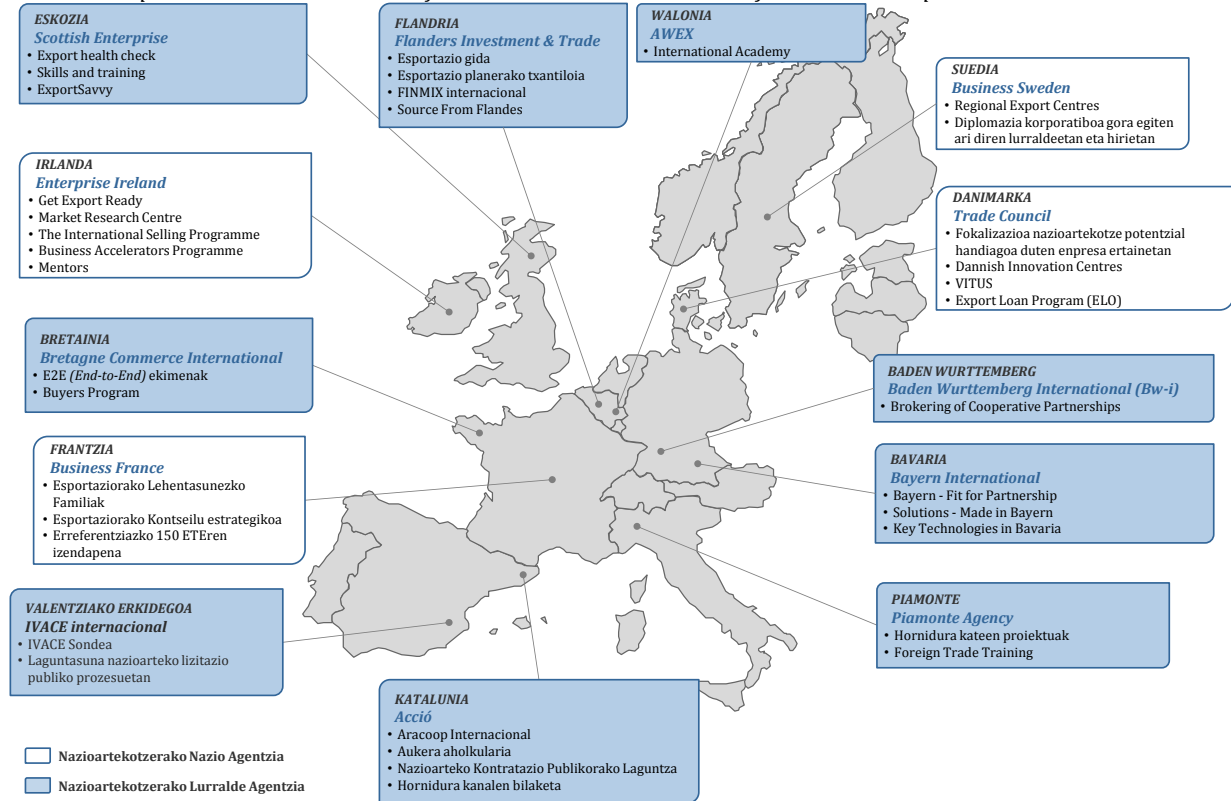 ESKOZIA
Scottish Enterprise
• Export health check
• Skills and training
• ExportSavvy
FLANDRIA
Flanders Investment & Trade
• Esportazio gida
• Esportazio planerako txantiloia
• FINMIX internacional
• Source From Flandes
WALONIA
AWEX
• International Academy
SUEDIA
Business Sweden
• Regional Export Centres
• Diplomazia korporatiboa gora egiten
ari diren lurraldeetan eta hirietan
IRLANDA
Enterprise Ireland
• Get Export Ready
• Market Research Centre
• The International Selling Programme
• Business Accelerators Programme
• Mentors
DANIMARKA
Trade Council
• Fokalizazioa nazioartekotze potentzial
handiagoa duten enpresa ertainetan
• Dannish Innovation Centres
• VITUS
• Export Loan Program (ELO)
BRETAINIA
Bretagne Commerce International
• E2E (End-to-End) ekimenak
• Buyers Program
BADEN WURTTEMBERG
Baden Wurttemberg International (Bw-i)
• Brokering of Cooperative Partnerships
FRANTZIA
Business France
• Esportaziorako Lehentasunezko
Familiak
• Esportaziorako Kontseilu estrategikoa
• Erreferentziazko 150 ETEren
izendapena
BAVARIA
Bayern International
• Bayern - Fit for Partnership
• Solutions - Made in Bayern
• Key Technologies in Bavaria
VALENTZIAKO ERKIDEGOA
IVACE internacional
• IVACE Sondea
• Laguntasuna nazioarteko lizitazio
publiko prozesuetan
PIAMONTE
Piamonte Agency
• Hornidura kateen proiektuak
• Foreign Trade Training
KATALUNIA
Acció
• Aracoop Internacional
• Aukera aholkularia
• Nazioarteko Kontratazio Publikorako Laguntza
• Hornidura kanalen bilaketa
Nazioartekotzerako Nazio Agentzia
Nazioartekotzerako Lurralde Agentzia